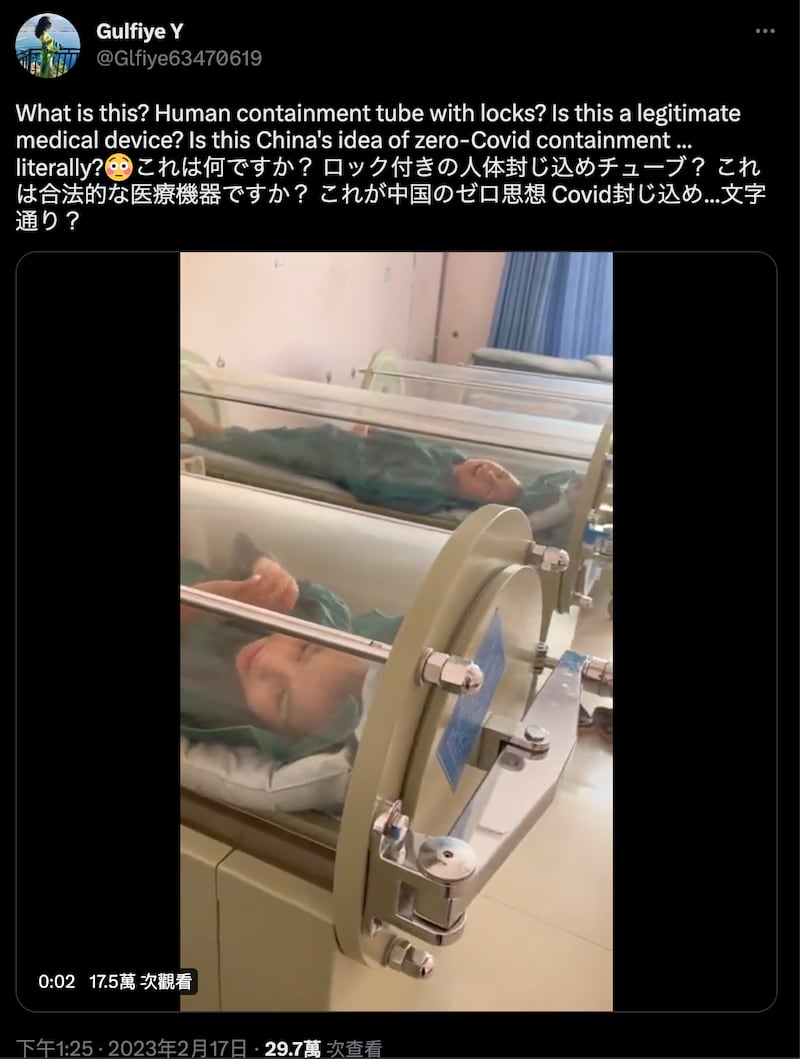 Gulfiye Y
@Glfiye63470619
What is this? Human containment tube with locks? Is this a legitimate
medical device? Is this China's idea of zero-Covid containment ...
literally?😳これは何ですか？ ロック付きの人体封じ込めチューブ？ これ
は合法的な医療機器ですか？ これが中国のゼロ思想 Covid封じ込め...文字
通り？
0:02 17.5萬 次觀看
下午1:25 · 2023年2月17日 · 29.7萬 次查看